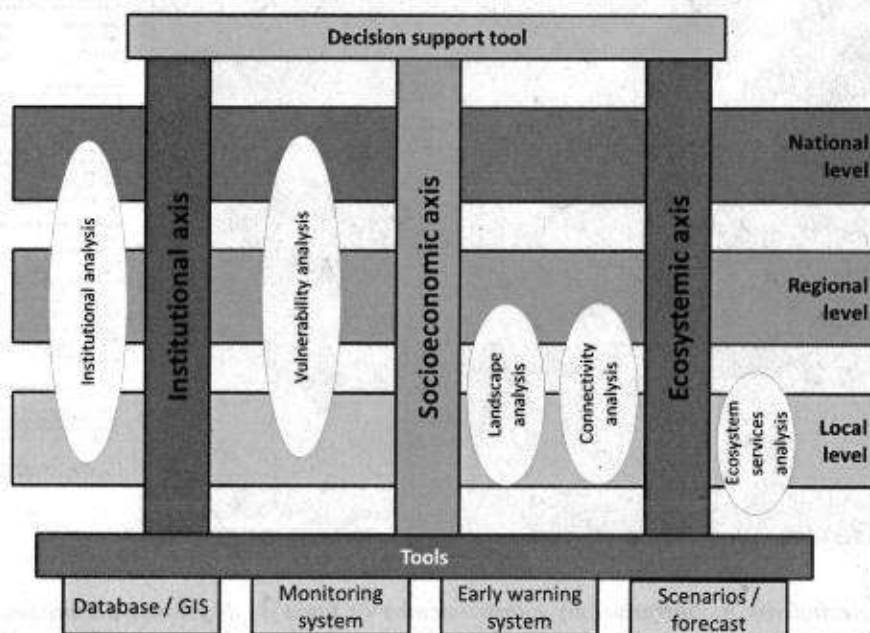 Decision support tool
National
level
Regional
level
Local
level
Institutional analysis
Institutional axis
Vulnerability analysis
Socioeconomic axis
Landscape
analysis
Connectivity
analysis
Ecosystemic axis
Ecosystem
services
analysis
Tools
Database / GIS
Monitoring
system
Early warning
system
Scenarios /
forecast